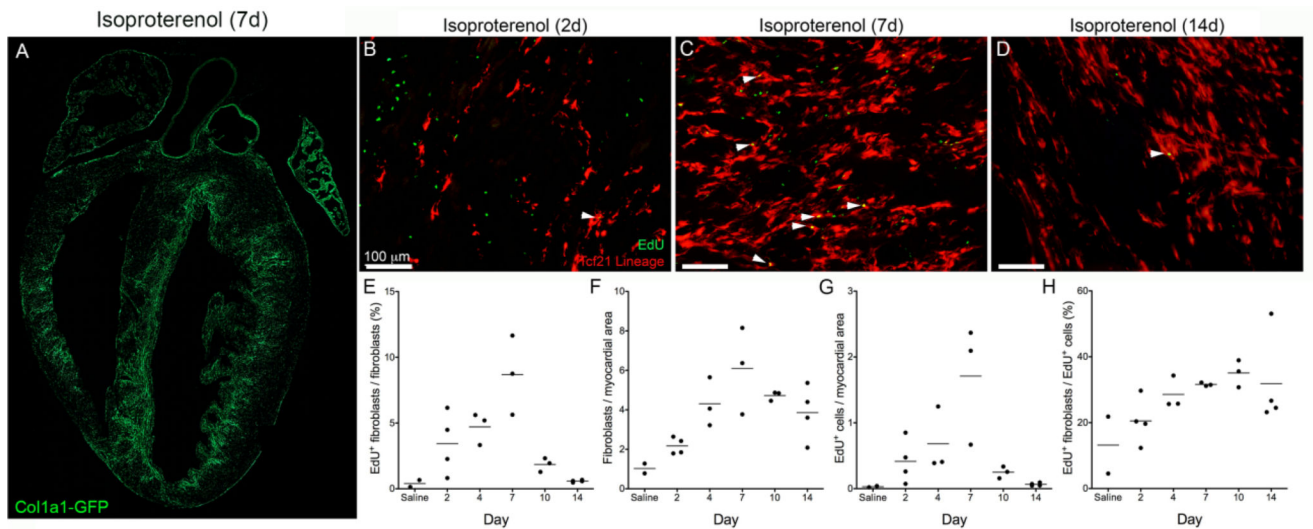 Isoproterenol (7d)
Isoproterenol (2d)
Isoproterenol (7d)
Isoproterenol (14d)
A
B
C
D
Col1a1-GFP
EdU
Tcf21 Lineage
100 μm
E
EdU⁺ fibroblasts / fibroblasts (%)
15
10
5
0
Saline 2 4 7 10 14
Day
F
Fibroblasts / myocardial area
10
8
6
4
2
0
Saline 2 4 7 10 14
Day
G
EdU⁺ cells / myocardial area
3
2
1
0
Saline 2 4 7 10 14
Day
H
EdU⁺ fibroblasts / EdU⁺ cells (%)
60
40
20
0
Saline 2 4 7 10 14
Day